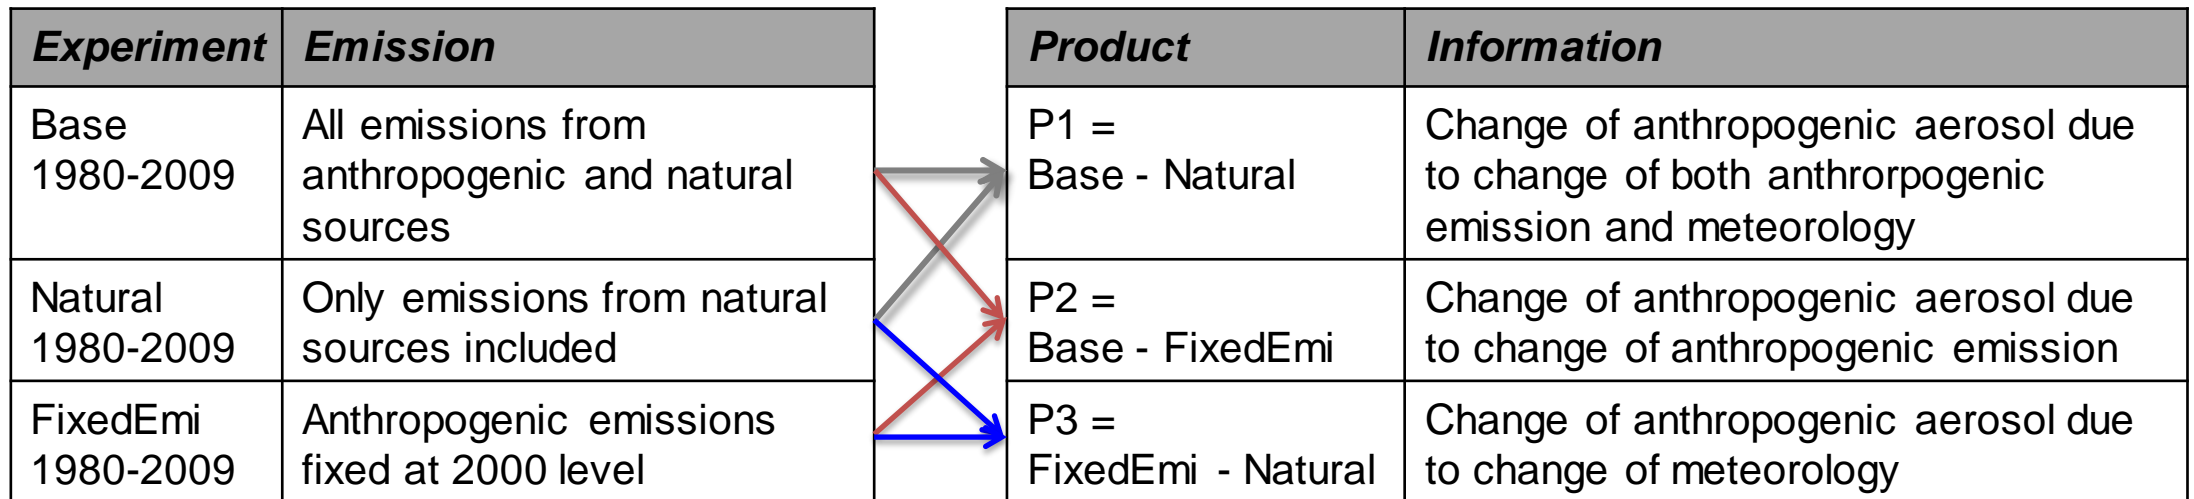 Experiment Emission
Base
1980-2009
All emissions from
anthropogenic and natural
sources
Natural
1980-2009
Only emissions from natural
sources included
FixedEmi
1980-2009
Anthropogenic emissions
fixed at 2000 level
Product Information
P1 =
Base - Natural
Change of anthropogenic aerosol due
to change of both anthrorpogenic
emission and meteorology
P2 =
Base - FixedEmi
Change of anthropogenic aerosol due
to change of anthropogenic emission
P3 =
FixedEmi - Natural
Change of anthropogenic aerosol due
to change of meteorology